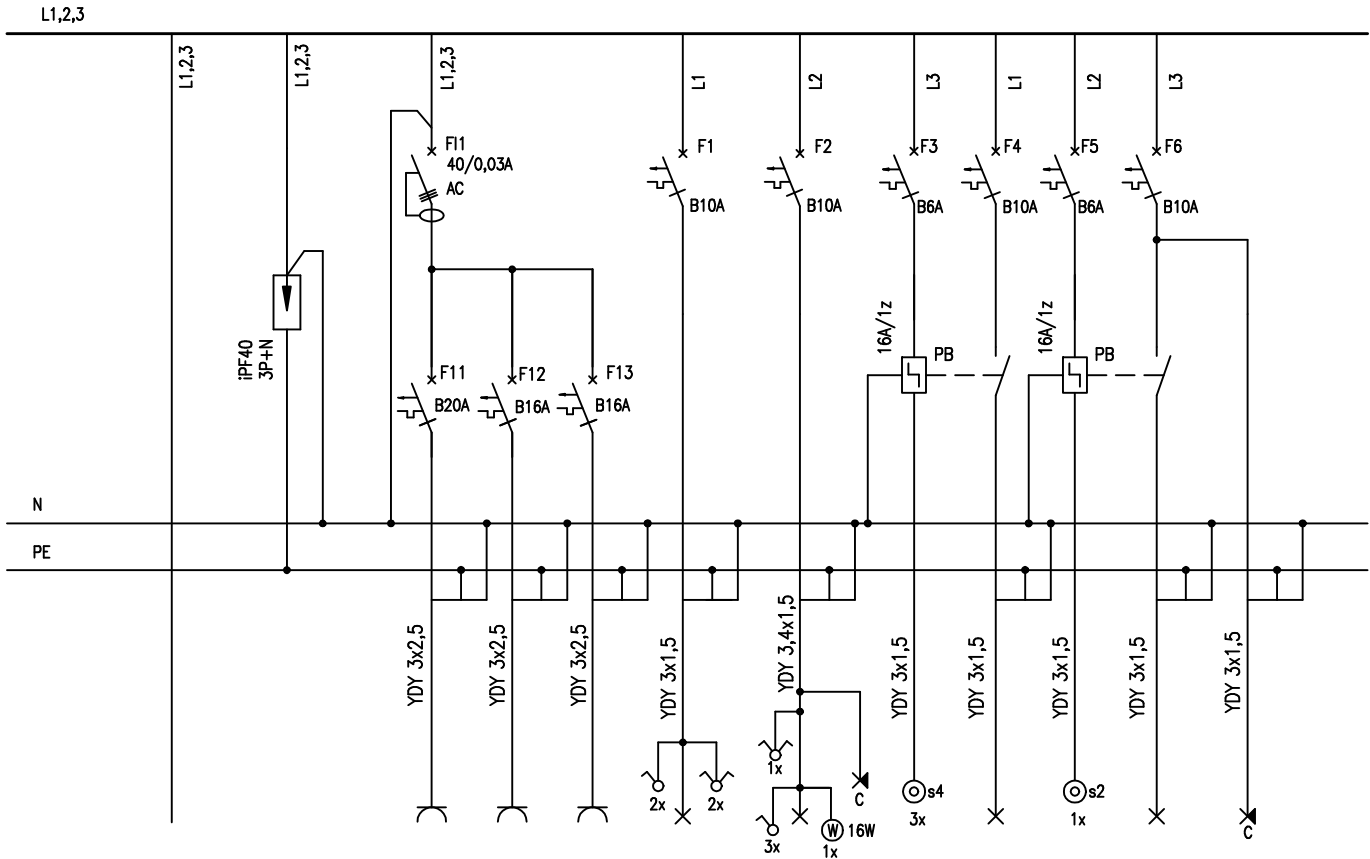 L1,2,3
L1,2,3
L1,2,3
L1,2,3
L1
L2
L3
L1
L2
L3
FI1
40/0,03A
AC
F1
B10A
F2
B10A
F3
B6A
F4
B10A
F5
B6A
F6
B10A
iPF40
3P+N
16A/1z
PB
16A/1z
PB
F11
B20A
F12
B16A
F13
B16A
N
PE
YDY 3x2,5
YDY 3x2,5
YDY 3x2,5
YDY 3x1,5
YDY 3,4x1,5
YDY 3x1,5
YDY 3x1,5
YDY 3x1,5
YDY 3x1,5
YDY 3x1,5
2x
2x
1x
C
3x
W 16W
1x
s4
3x
s2
1x
C